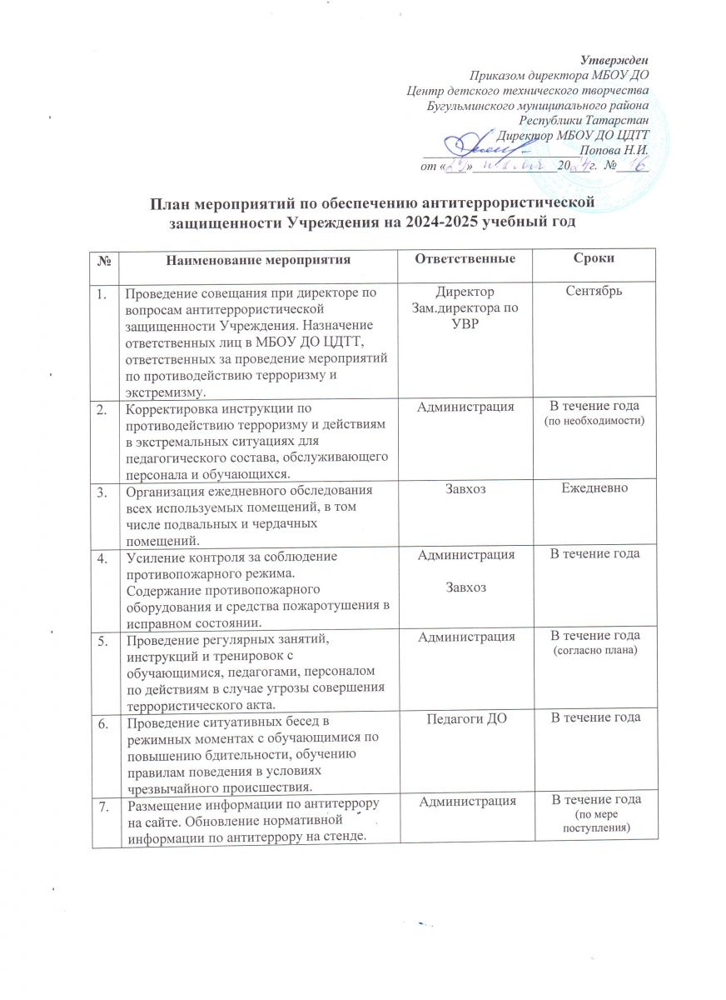 Утвержден
Приказом директора МБОУ ДО
Центр детского технического творчества
Бугульминского муниципального района
Республики Татарстан
Директор МБОУ ДО ЦДТТ
Попова Н.И.
от «29» 2024г. № 16
План мероприятий по обеспечению антитеррористической
защищенности Учреждения на 2024-2025 учебный год
№ Наименование мероприятия Ответственные Сроки
1. Проведение совещания при директоре по Директор Сентябрь
вопросам антитеррористической Зам.директора по
защищенности Учреждения. Назначение УВР
ответственных лиц в МБОУ ДО ЦДТТ,
ответственных за проведение мероприятий
по противодействию терроризму и
экстремизму.
2. Корректировка инструкции по Администрация В течение года
противодействию терроризму и действиям (по необходимости)
в экстремальных ситуациях для
педагогического состава, обслуживающего
персонала и обучающихся.
3. Организация ежедневного обследования Завхоз Ежедневно
всех используемых помещений, в том
числе подвальных и чердачных
помещений.
4. Усиление контроля за соблюдение Администрация В течение года
противопожарного режима.
Содержание противопожарного Завхоз
оборудования и средства пожаротушения в
исправном состоянии.
5. Проведение регулярных занятий, Администрация В течение года
инструкций и тренировок с (согласно плана)
обучающимися, педагогами, персоналом
по действиям в случае угрозы совершения
террористического акта.
6. Проведение ситуативных бесед в Педагоги ДО В течение года
режимных моментах с обучающимися по
повышению бдительности, обучению
правилам поведения в условиях
чрезвычайного происшествия.
7. Размещение информации по антитеррору Администрация В течение года
на сайте. Обновление нормативной (по мере
информации по антитеррору на стенде. поступления)